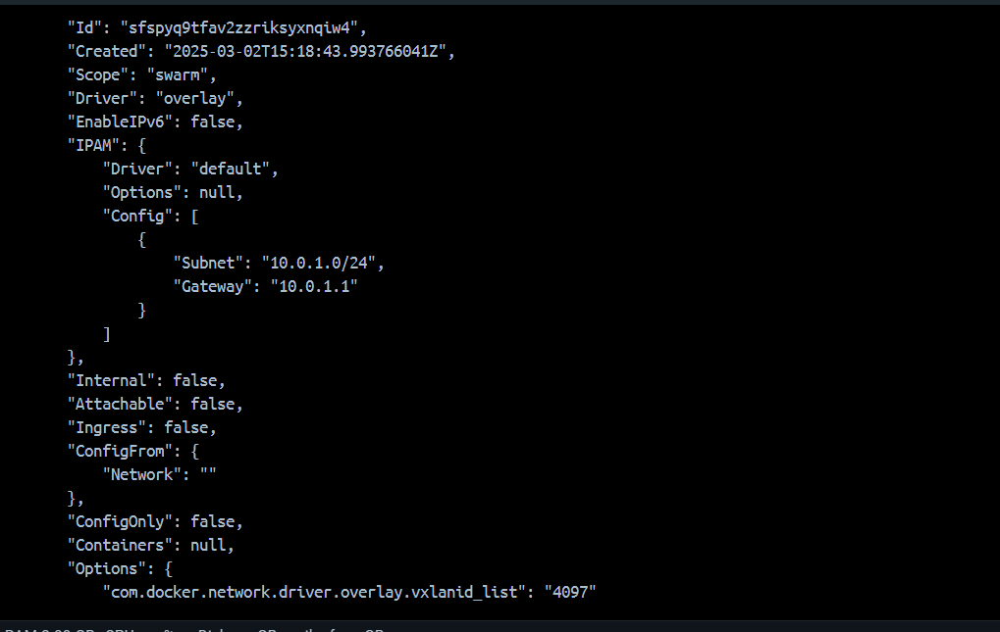 "Id": "sfspyq9tfav2zzriksyxnqiw4",
"Created": "2025-03-02T15:18:43.993766041Z",
"Scope": "swarm",
"Driver": "overlay",
"EnableIPv6": false,
"IPAM": {
"Driver": "default",
"Options": null,
"Config": [
{
"Subnet": "10.0.1.0/24",
"Gateway": "10.0.1.1"
}
]
},
"Internal": false,
"Attachable": false,
"Ingress": false,
"ConfigFrom": {
"Network": ""
},
"ConfigOnly": false,
"Containers": null,
"Options": {
"com.docker.network.driver.overlay.vxlanid_list": "4097"